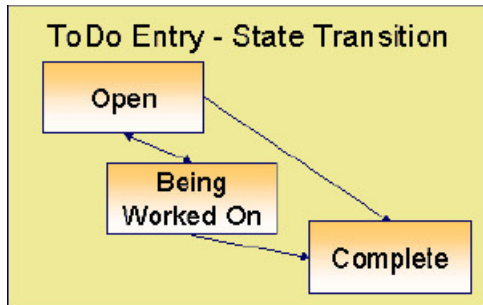 ToDo Entry - State Transition
Open
Being
Worked On
Complete